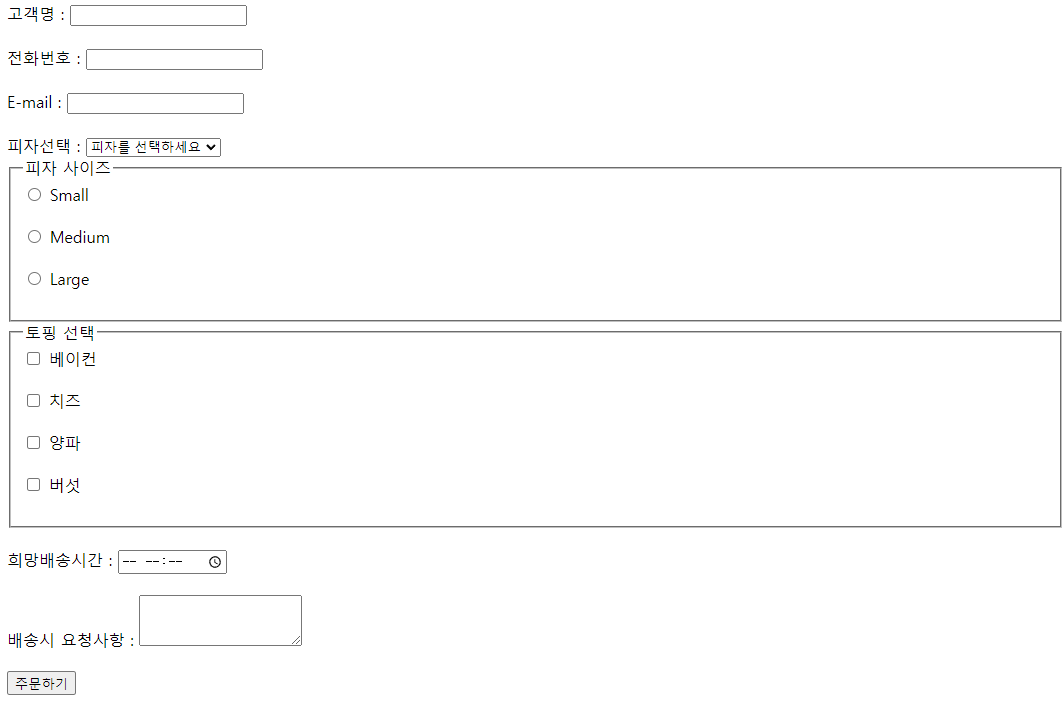 고객명 :
전화번호 :
E-mail :
피자선택 : 피자를 선택하세요
피자 사이즈
Small
Medium
Large
토핑 선택
베이컨
치즈
양파
버섯
희망배송시간 : -- --:--
배송시 요청사항 :
주문하기